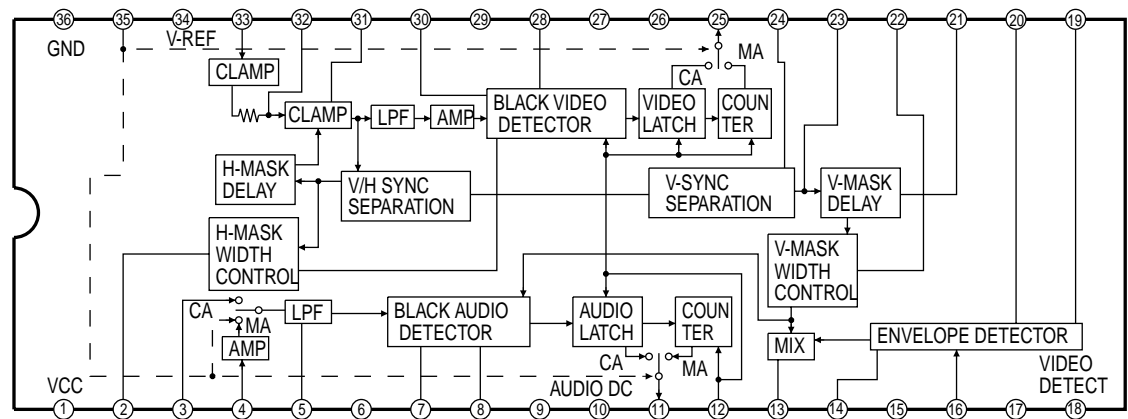 36 35 34 33 32 31 30 29 28 27 26 25 24 23 22 21 20 19
GND
V-REF
CLAMP
CLAMP
LPF
AMP
BLACK VIDEO
DETECTOR
VIDEO
LATCH
COUN
TER
CA
MA
H-MASK
DELAY
V/H SYNC
SEPARATION
V-SYNC
SEPARATION
V-MASK
DELAY
H-MASK
WIDTH
CONTROL
V-MASK
WIDTH
CONTROL
CA
MA
AMP
LPF
BLACK AUDIO
DETECTOR
AUDIO
LATCH
COUN
TER
CA
MA
MIX
ENVELOPE DETECTOR
VCC
AUDIO DC
VIDEO
DETECT
1 2 3 4 5 6 7 8 9 10 11 12 13 14 15 16 17 18